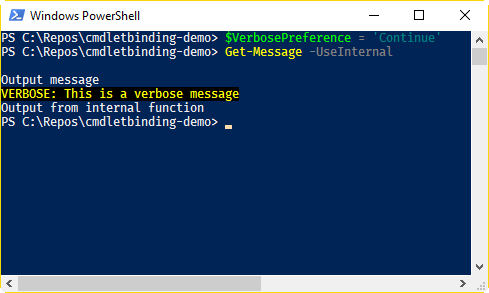 Windows PowerShell
PS C:\Repos\cmdletbinding-demo> $VerbosePreference = 'Continue'
PS C:\Repos\cmdletbinding-demo> Get-Message -UseInternal
Output message
VERBOSE: This is a verbose message
Output from internal function
PS C:\Repos\cmdletbinding-demo>